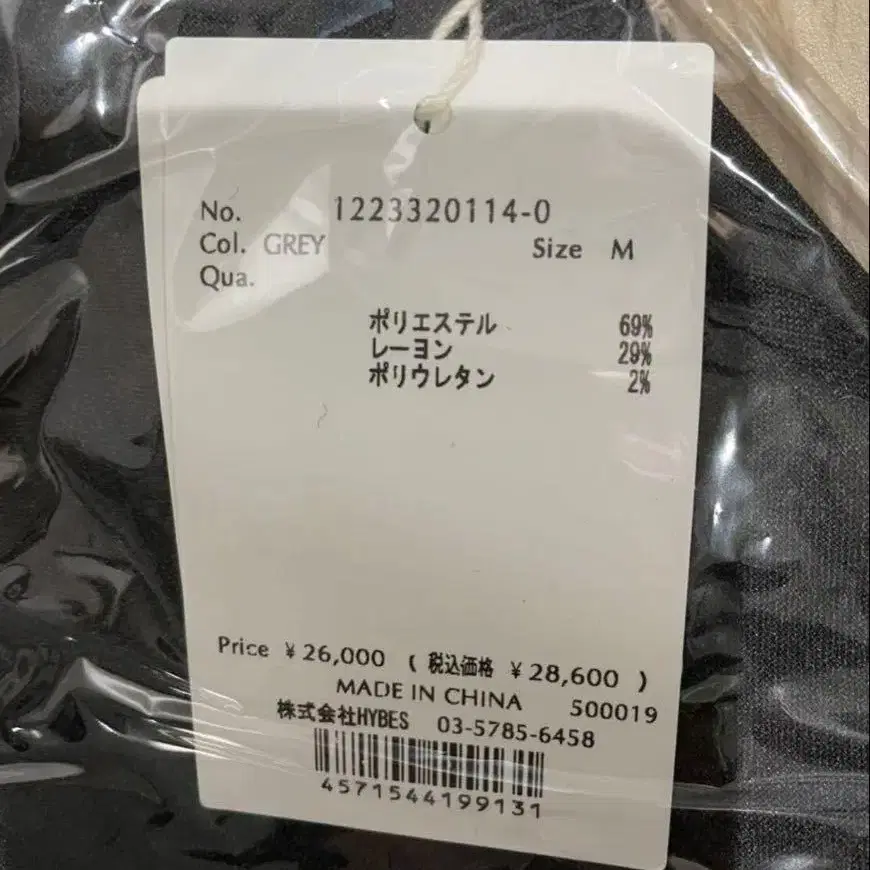 No. 1223320114-0
Col. GREY Size M
Qua.
ポリエステル 69%
レーヨン 29%
ポリウレタン 2%
Price ¥26,000 ( 税込価格 ¥28,600 )
MADE IN CHINA 500019
株式会社HYBES 03-5785-6458
4571544199131